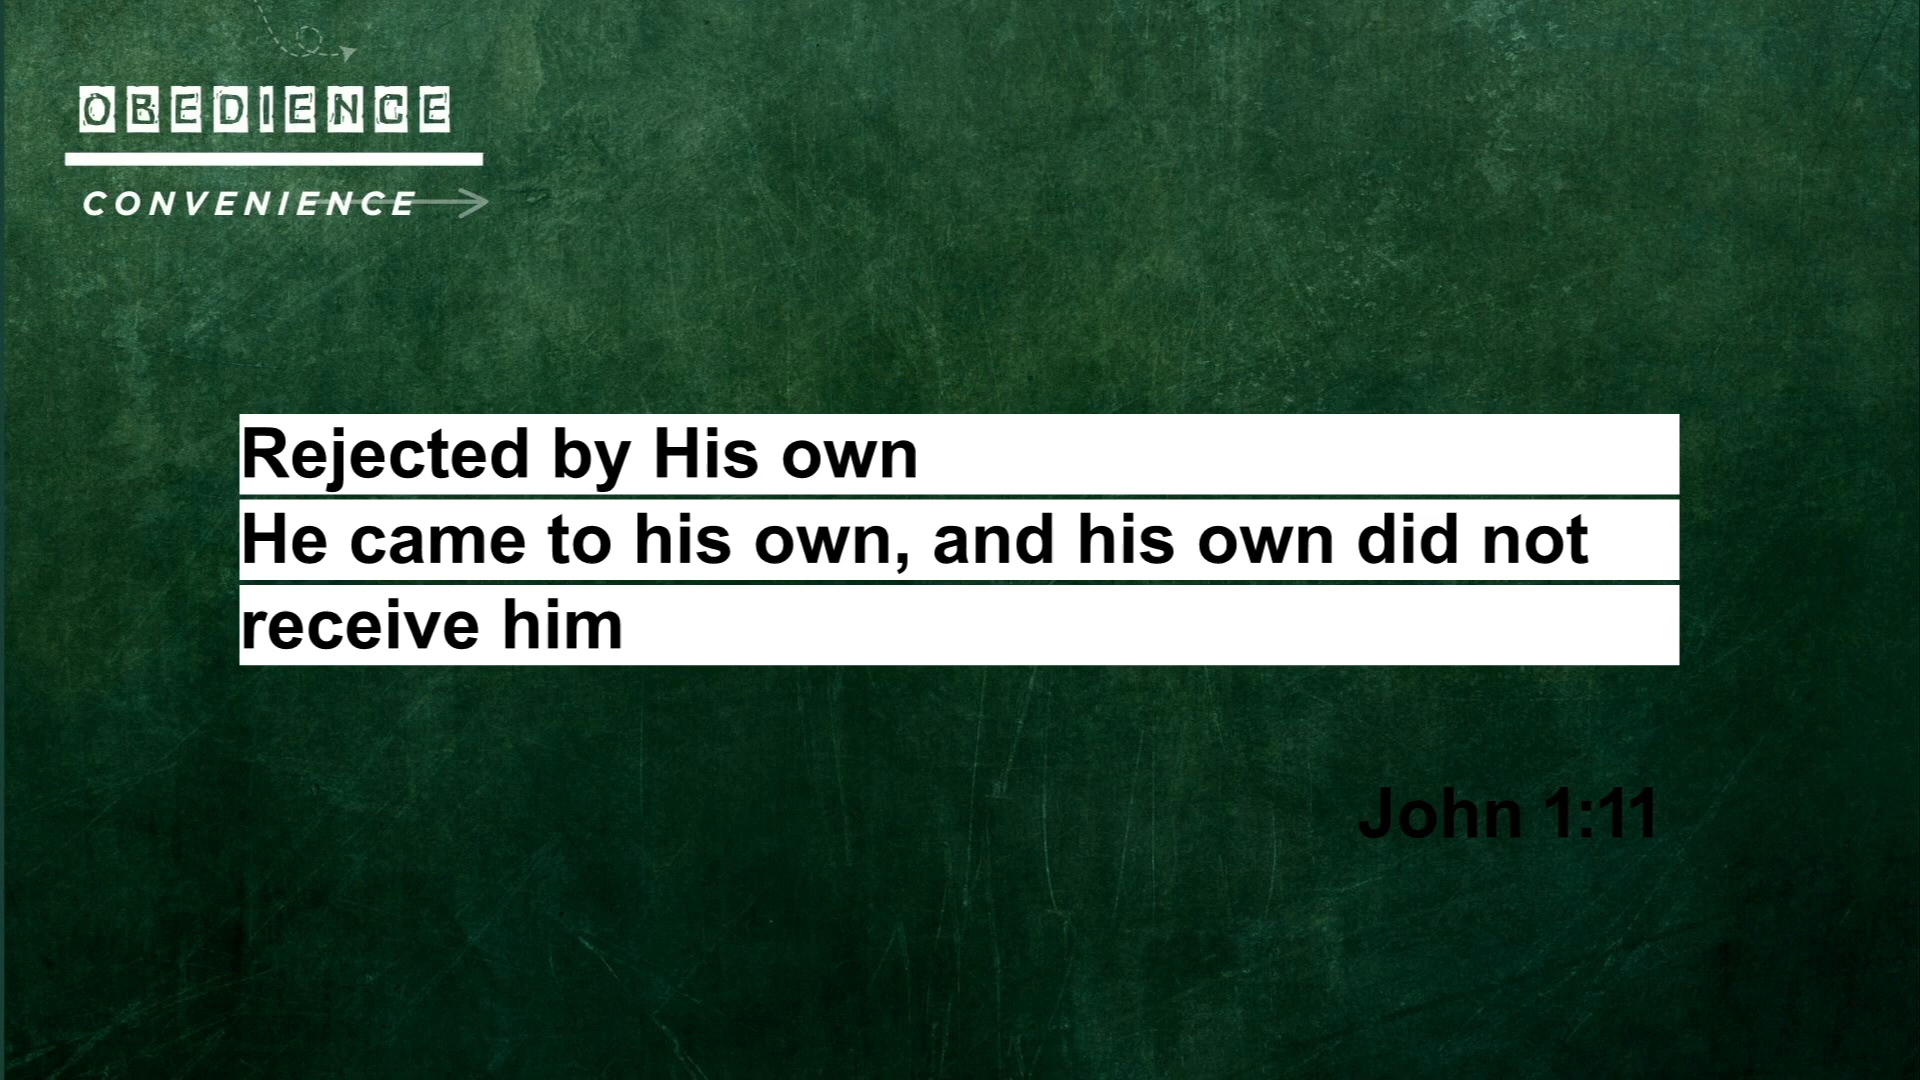 OBEDIENCE
CONVENIENCE
Rejected by His own
He came to his own, and his own did not
receive him
John 1:11